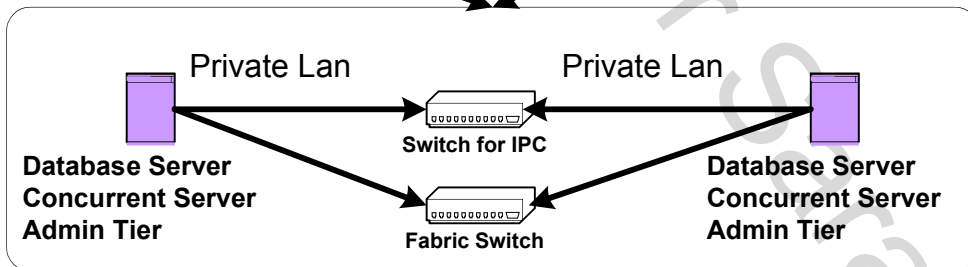 Private Lan
Private Lan
Switch for IPC
Database Server
Concurrent Server
Admin Tier
Database Server
Concurrent Server
Admin Tier
Fabric Switch